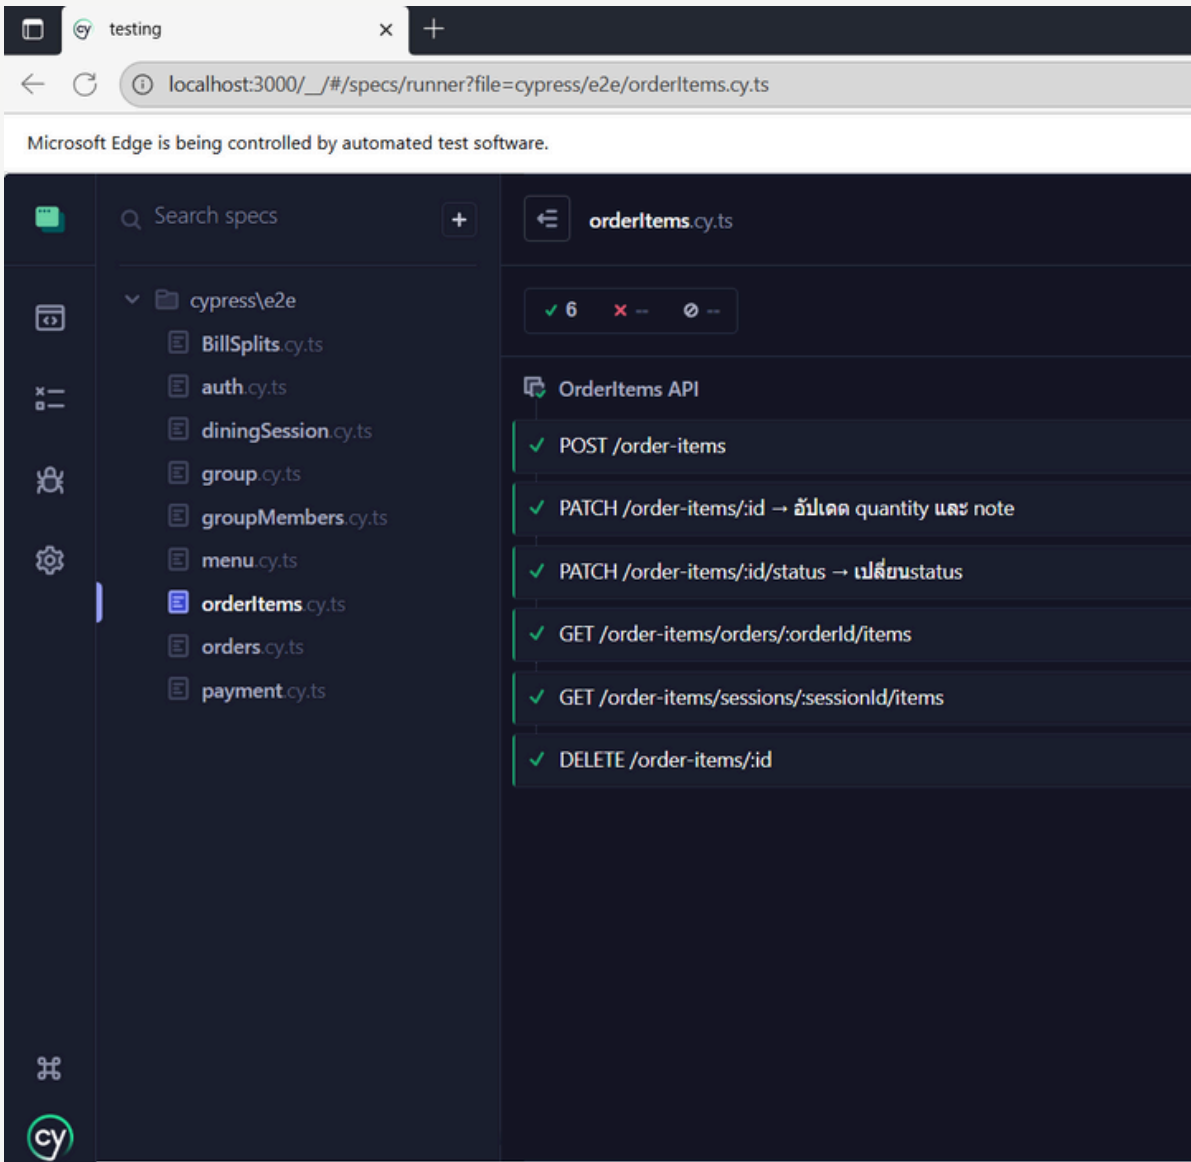 testing
localhost:3000/__/#/specs/runner?file=cypress/e2e/orderItems.cy.ts
Microsoft Edge is being controlled by automated test software.
Search specs
cypress\e2e
BillSplits.cy.ts
auth.cy.ts
diningSession.cy.ts
group.cy.ts
groupMembers.cy.ts
menu.cy.ts
orderItems.cy.ts
orders.cy.ts
payment.cy.ts
cy
orderItems.cy.ts
6 -- --
OrderItems API
POST /order-items
PATCH /order-items/:id → อัปเดต quantity และ note
PATCH /order-items/:id/status → เปลี่ยนstatus
GET /order-items/orders/:orderId/items
GET /order-items/sessions/:sessionId/items
DELETE /order-items/:id